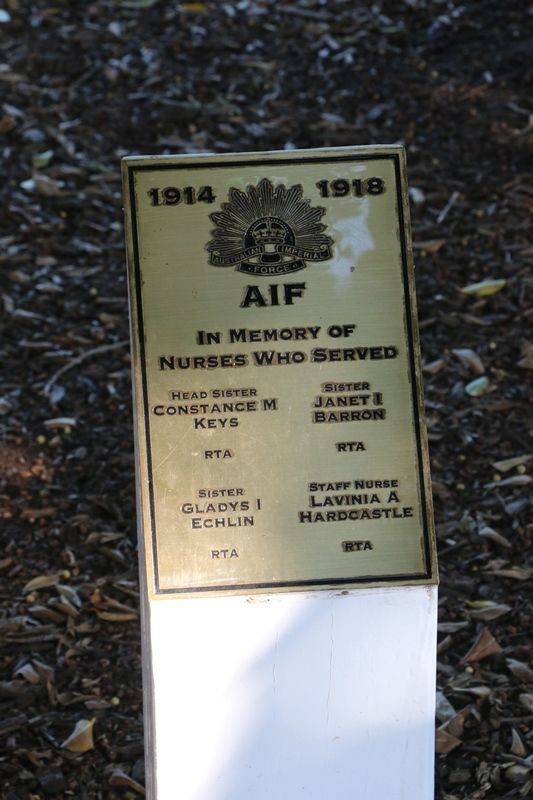 1914 1918
AUSTRALIAN IMPERIAL
FORCE
AIF
IN MEMORY OF
NURSES WHO SERVED
HEAD SISTER
CONSTANCE M
KEYS
RTA
SISTER
JANET I
BARRON
RTA
SISTER
GLADYS I
ECHLIN
RTA
STAFF NURSE
LAVINIA A
HARDCASTLE
RTA